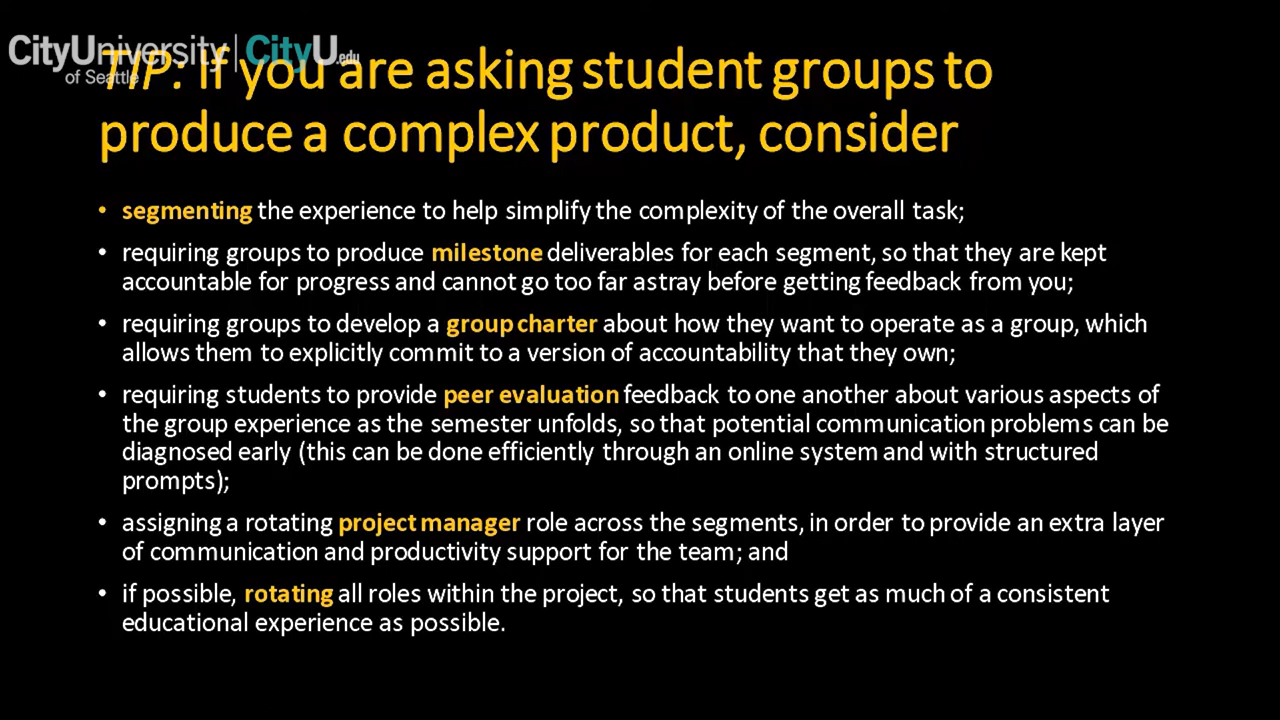 CityUniversity | CityU.edu
of Seattle
TIP: If you are asking student groups to
produce a complex product, consider
• segmenting the experience to help simplify the complexity of the overall task;
• requiring groups to produce milestone deliverables for each segment, so that they are kept
accountable for progress and cannot go too far astray before getting feedback from you;
• requiring groups to develop a group charter about how they want to operate as a group, which
allows them to explicitly commit to a version of accountability that they own;
• requiring students to provide peer evaluation feedback to one another about various aspects of
the group experience as the semester unfolds, so that potential communication problems can be
diagnosed early (this can be done efficiently through an online system and with structured
prompts);
• assigning a rotating project manager role across the segments, in order to provide an extra layer
of communication and productivity support for the team; and
• if possible, rotating all roles within the project, so that students get as much of a consistent
educational experience as possible.